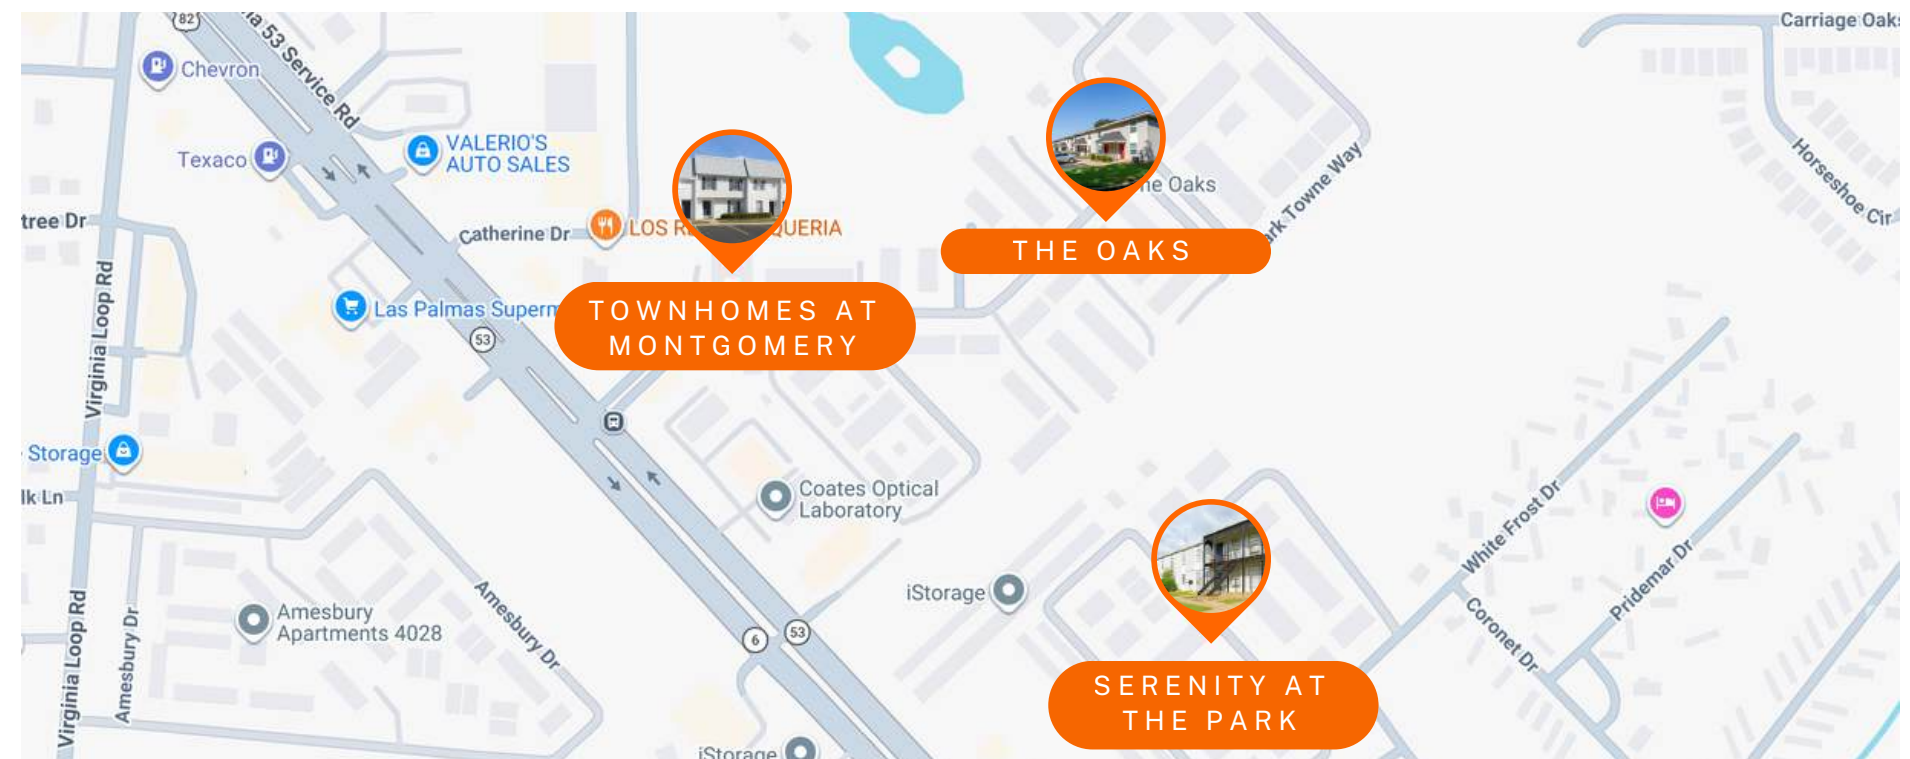 82
ia 53 Service Rd
Carriage Oaks
Chevron
VALERIO'S
AUTO SALES
Texaco
Horseshoe Cir
ne Oaks
ark Towne Way
tree Dr
Catherine Dr
LOS R
QUERIA
THE OAKS
Virginia Loop Rd
Las Palmas Superm
TOWNHOMES AT
MONTGOMERY
53
Storage
lk Ln
Coates Optical
Laboratory
White Frost Dr
Pridemar Dr
iStorage
Amesbury Dr
Amesbury
Apartments 4028
Amesbury Dr
Virginia Loop Rd
6
53
Coronet Dr
SERENITY AT
THE PARK
iStorage